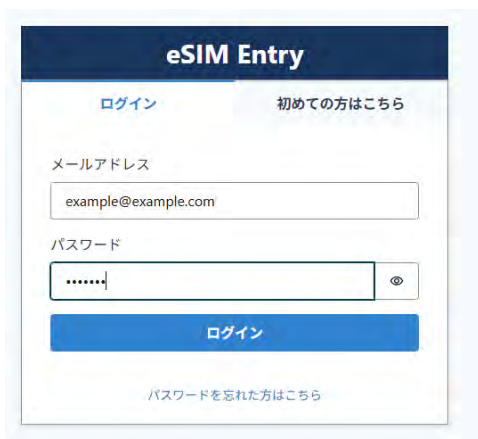 eSIM Entry
ログイン 初めての方はこちら
メールアドレス
example@example.com
パスワード
•••••••
ログイン
パスワードを忘れた方はこちら